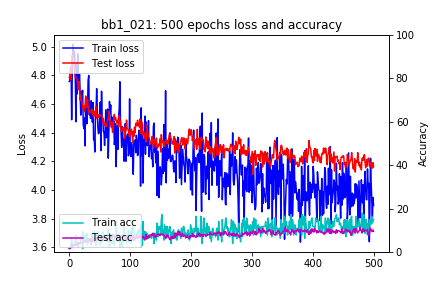 bb1_021: 500 epochs loss and accuracy
Train loss
Test loss
Train acc
Test acc
Loss
5.0
4.8
4.6
4.4
4.2
4.0
3.8
3.6
Accuracy
100
80
60
40
20
0
0
100
200
300
400
500